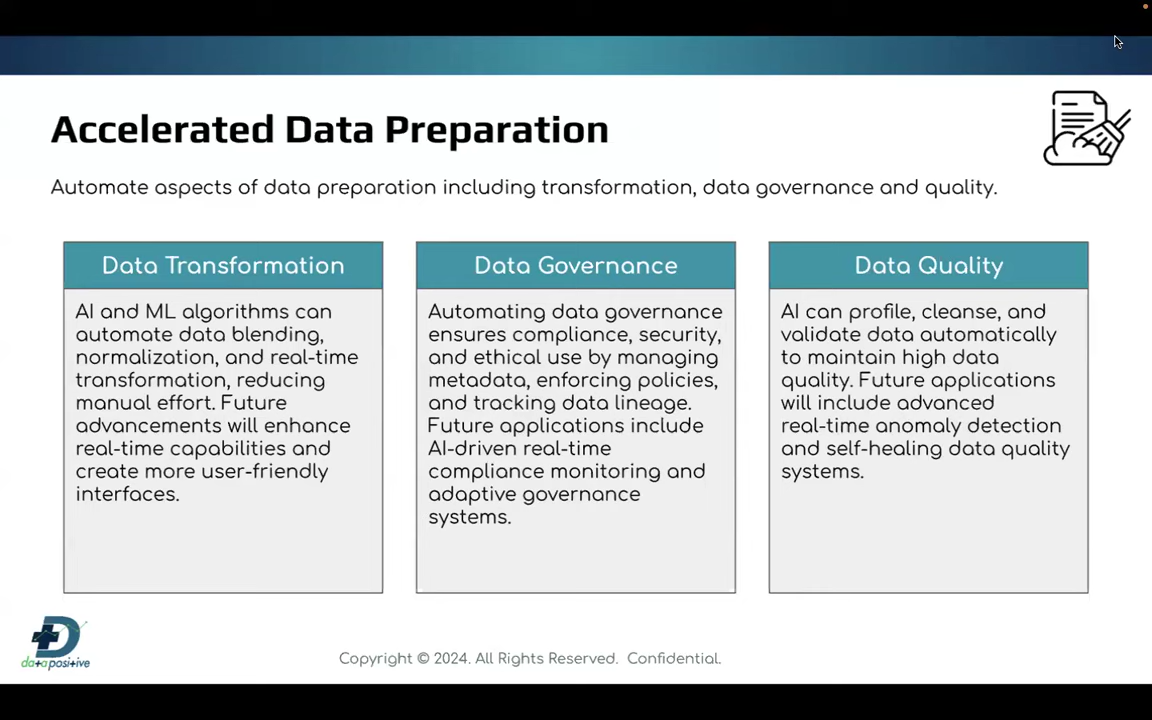 Accelerated Data Preparation
Automate aspects of data preparation including transformation, data governance and quality.
Data Transformation
AI and ML algorithms can
automate data blending,
normalization, and real-time
transformation, reducing
manual effort. Future
advancements will enhance
real-time capabilities and
create more user-friendly
interfaces.
Data Governance
Automating data governance
ensures compliance, security,
and ethical use by managing
metadata, enforcing policies,
and tracking data lineage.
Future applications include
AI-driven real-time
compliance monitoring and
adaptive governance
systems.
Data Quality
AI can profile, cleanse, and
validate data automatically
to maintain high data
quality. Future applications
will include advanced
real-time anomaly detection
and self-healing data quality
systems.
data positive
Copyright © 2024. All Rights Reserved. Confidential.